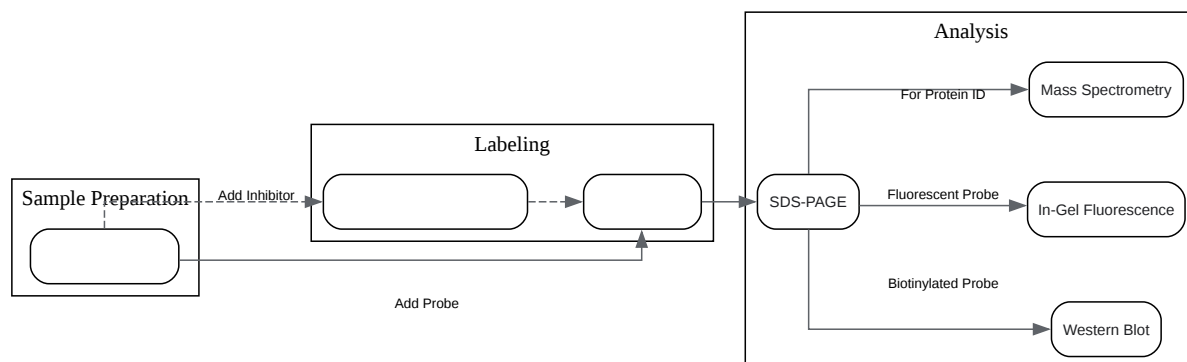 Sample Preparation
Add Inhibitor
Add Probe
Labeling
Analysis
SDS-PAGE
For Protein ID
Mass Spectrometry
Fluorescent Probe
In-Gel Fluorescence
Biotinylated Probe
Western Blot